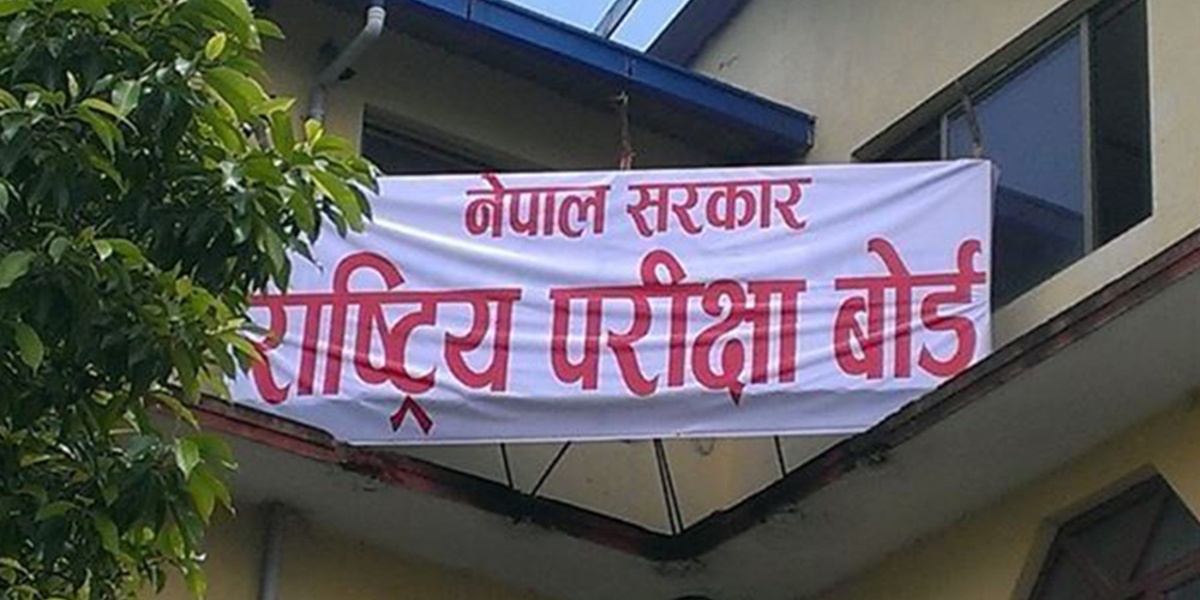 नेपाल सरकार
राष्ट्रिय परीक्षा बोर्ड